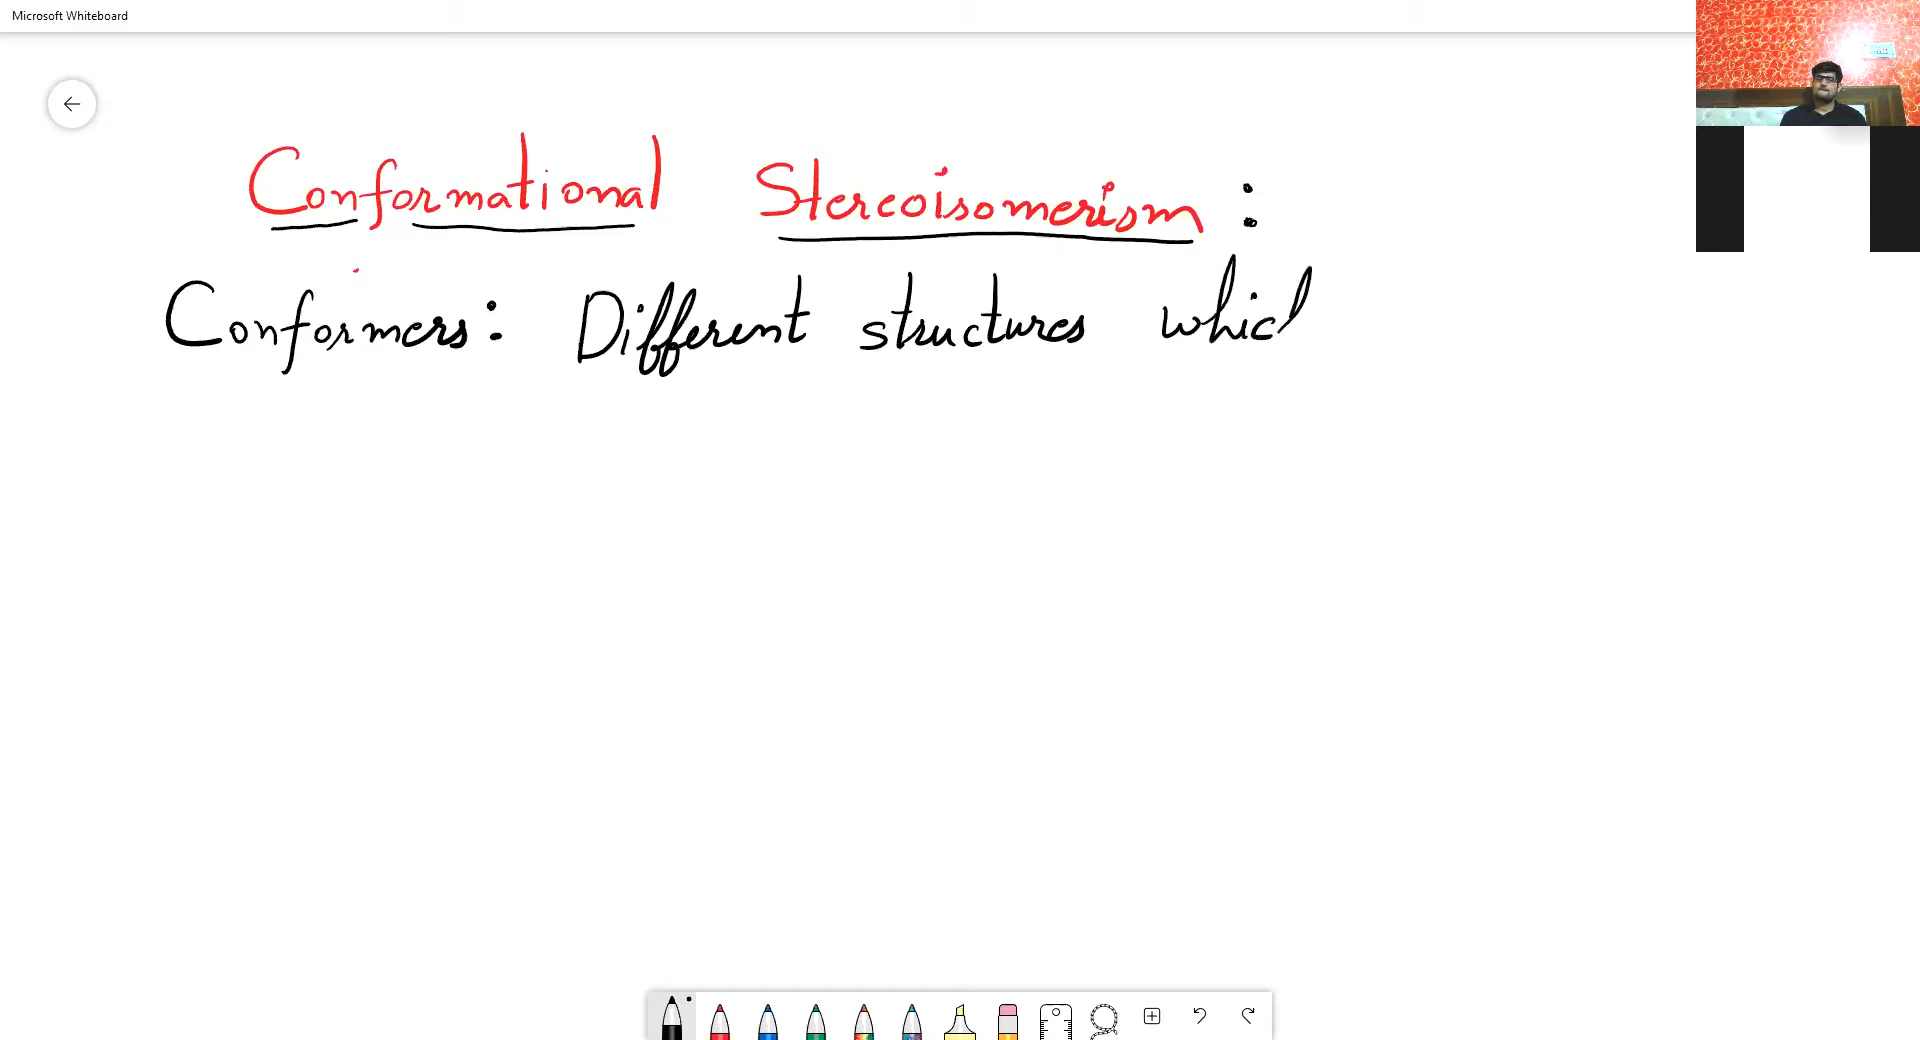 Microsoft Whiteboard
Conformational Stereoisomerism :
Conformers : Different structures whic